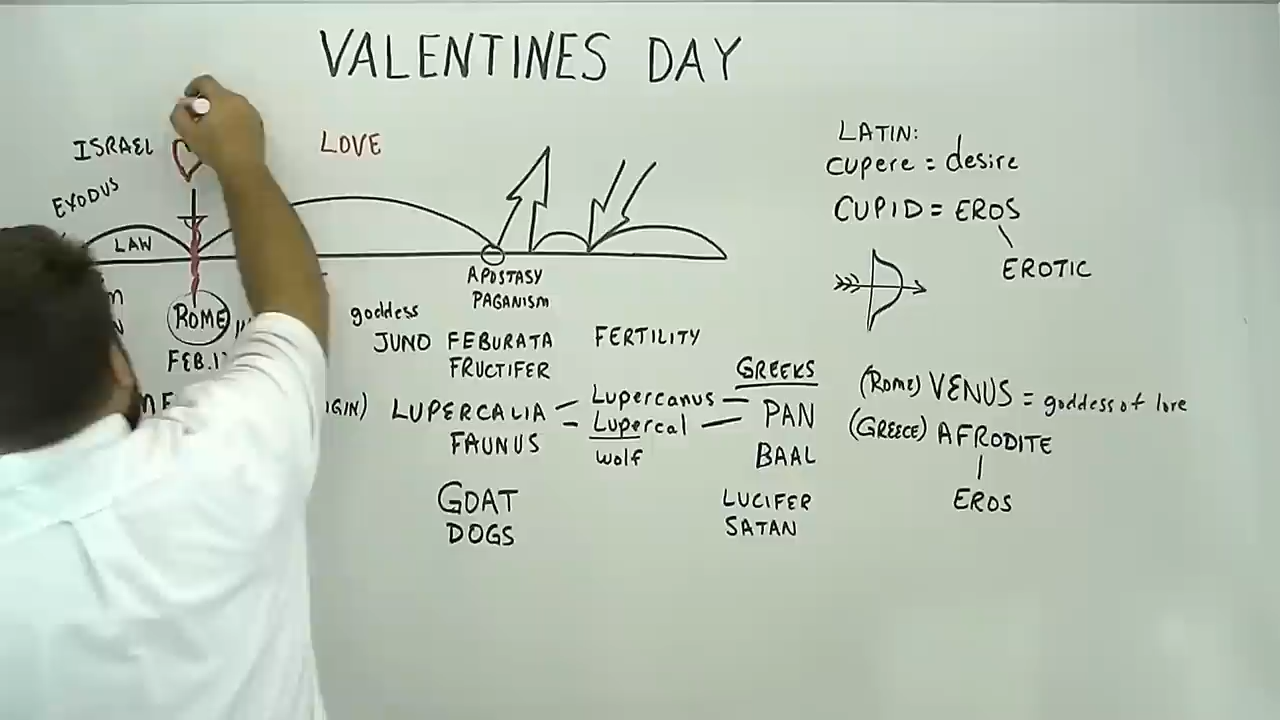 VALENTINES DAY
ISRAEL
LOVE
EXODUS
LAW
ROME
APOSTASY
PAGANISM
goddess
JUNO FEBURATA
FRUCTIFER
FERTILITY
LUPERCALIA
FAUNUS
Lupercanus
Lupercal
wolf
GREEKS
PAN
BAAL
GOAT
DOGS
LUCIFER
SATAN
LATIN:
cupere = desire
CUPID = EROS
EROTIC
(ROME) VENUS = goddess of love
(GREECE) AFRODITE
EROS